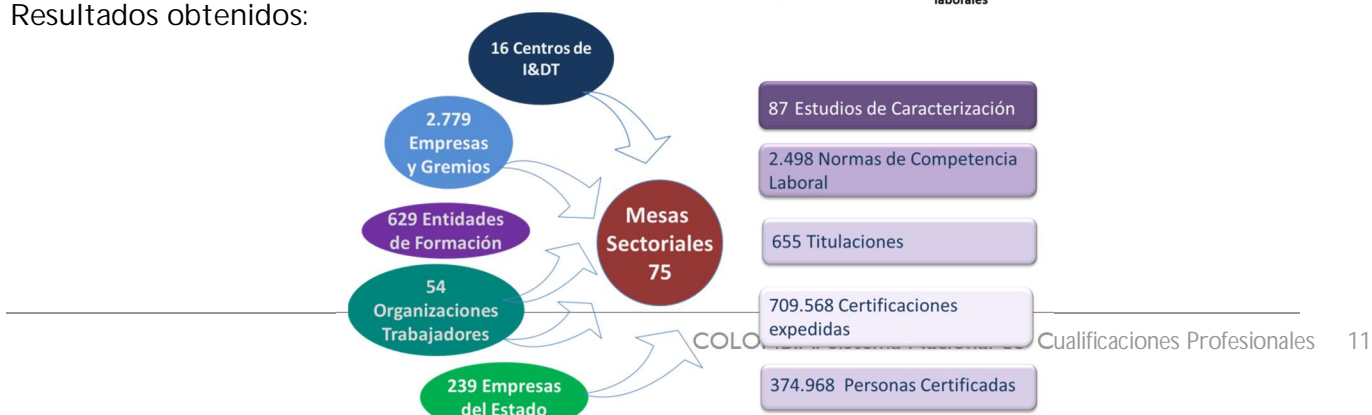 laborales
Resultados obtenidos:
16 Centros de
I&DT
2.779
Empresas
y Gremios
629 Entidades
de Formación
54
Organizaciones
Trabajadores
239 Empresas
del Estado
Mesas
Sectoriales
75
87 Estudios de Caracterización
2.498 Normas de Competencia
Laboral
655 Titulaciones
709.568 Certificaciones
expedidas
374.968 Personas Certificadas
Cualificaciones Profesionales 11